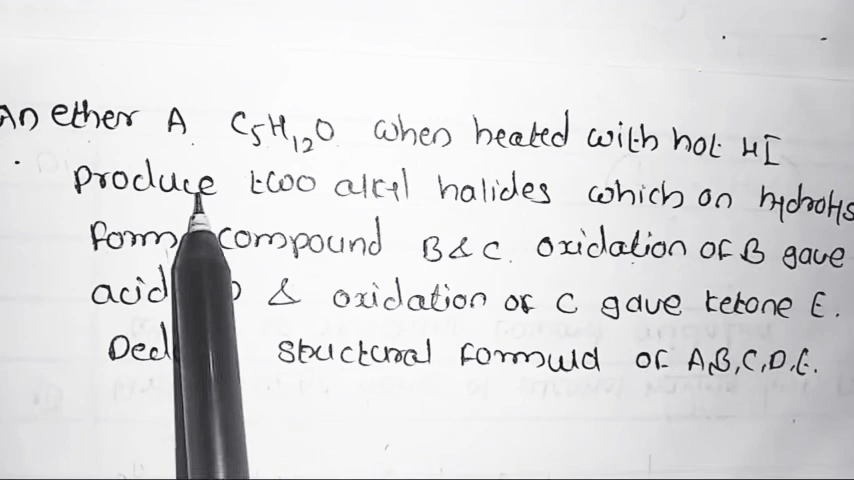 An ether A C5H12O when heated with hot HI
produce two alkyl halides which on hydrolys
form compound B & C. oxidation of B gave
acid D & oxidation of C gave ketone E.
structural formula of A,B,C,D,E.